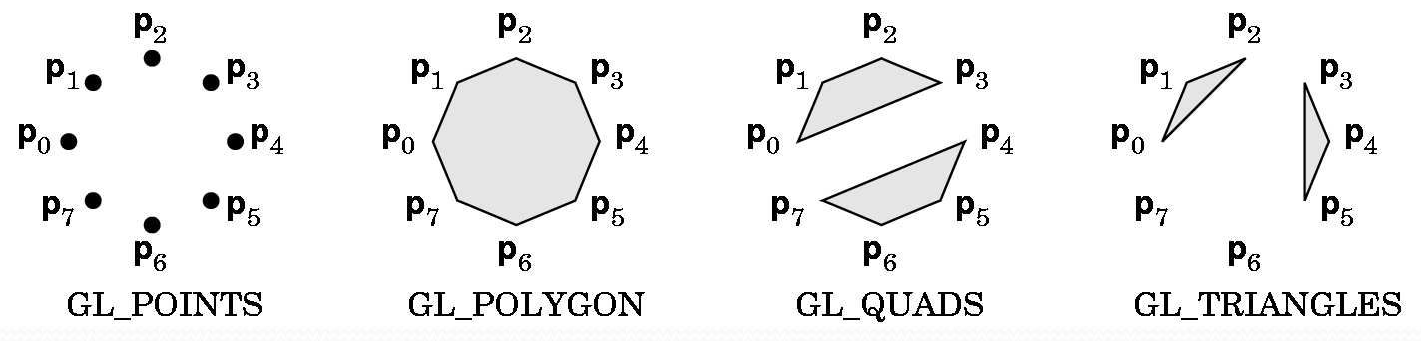 p2 p2 p2 p2
p1 p3 p1 p3 p1 p3 p1 p3
p0 p4 p0 p4 p0 p4 p0 p4
p7 p5 p7 p5 p7 p5 p7 p5
p6 p6 p6 p6
GL_POINTS GL_POLYGON GL_QUADS GL_TRIANGLES